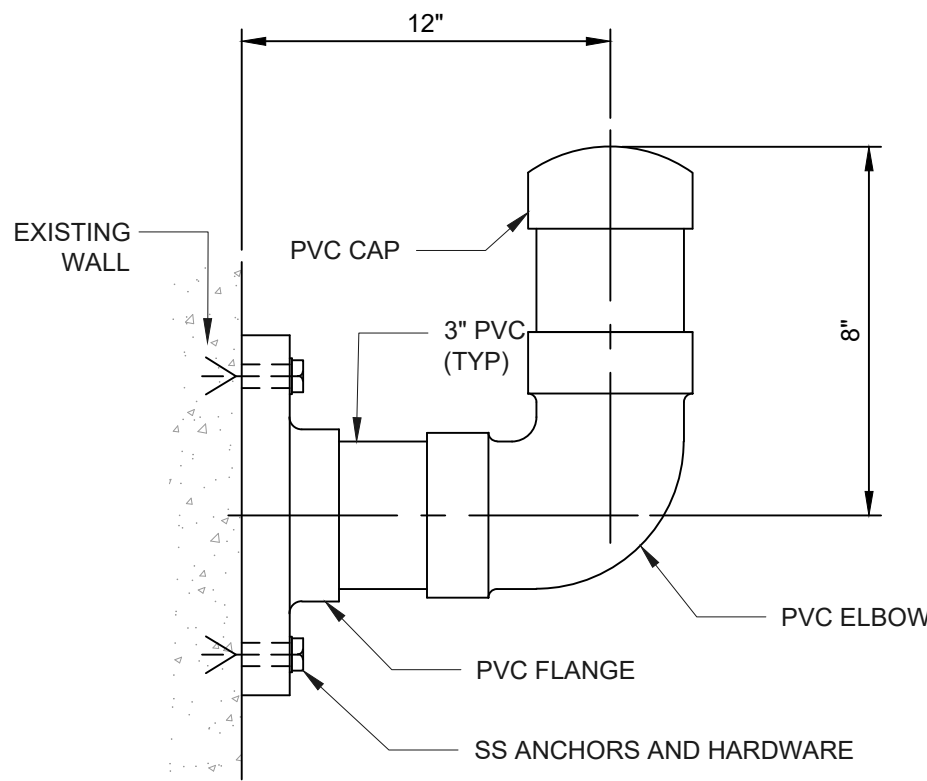 12"
EXISTING
WALL
PVC CAP
3" PVC
(TYP)
8"
PVC ELBOW
PVC FLANGE
SS ANCHORS AND HARDWARE